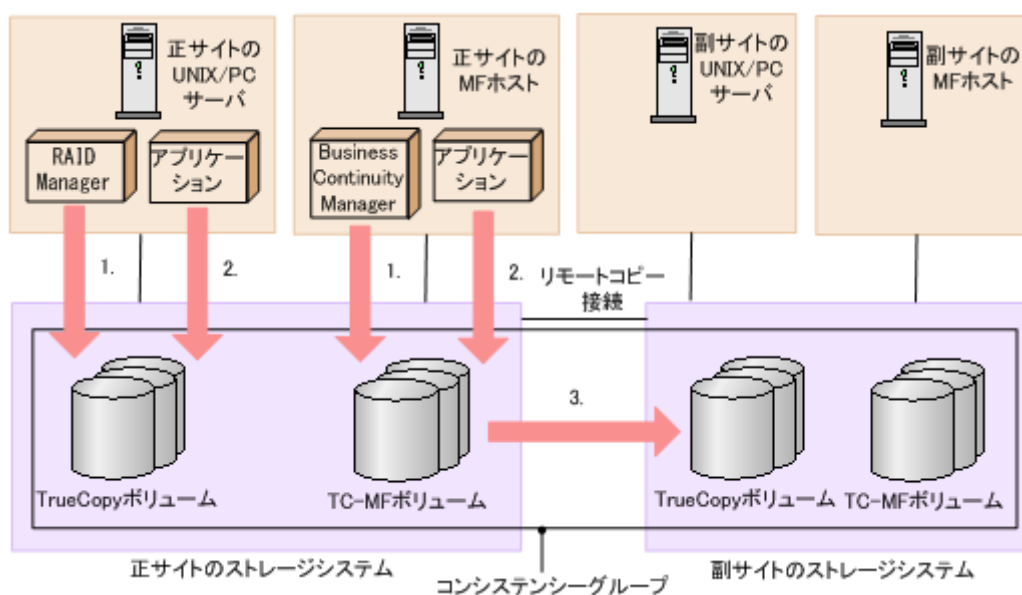 正サイトの
UNIX/PC
サーバ
正サイトの
MFホスト
副サイトの
UNIX/PC
サーバ
副サイトの
MFホスト
RAID
Manager
アプリケー
ション
Business
Continuity
Manager
アプリケー
ション
1.
2.
1.
2.
リモートコピー
接続
3.
TrueCopyボリューム
TC-MFボリューム
TrueCopyボリューム
TC-MFボリューム
正サイトのストレージシステム
コンシステンシーグループ
副サイトのストレージシステム